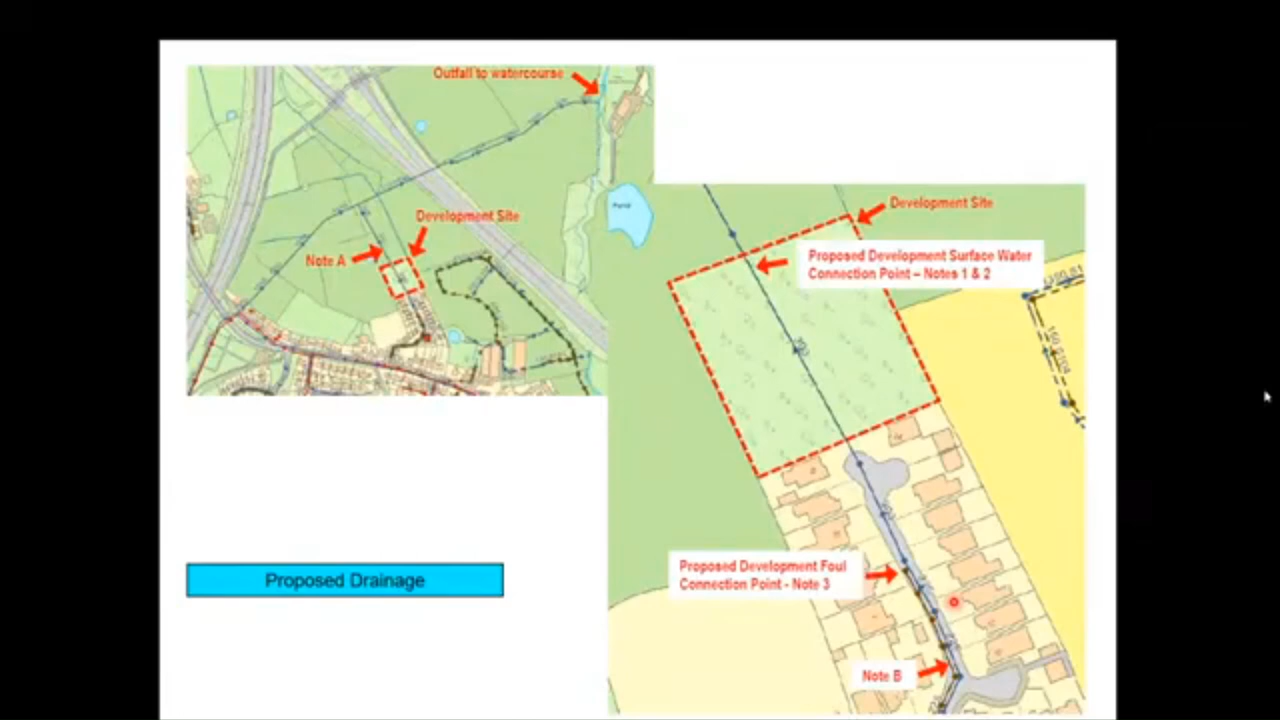 Outfall to watercourse
Development Site
Note A
Pond
Development Site
Proposed Development Surface Water
Connection Point – Notes 1 & 2
Proposed Development Foul
Connection Point - Note 3
Note B
Proposed Drainage